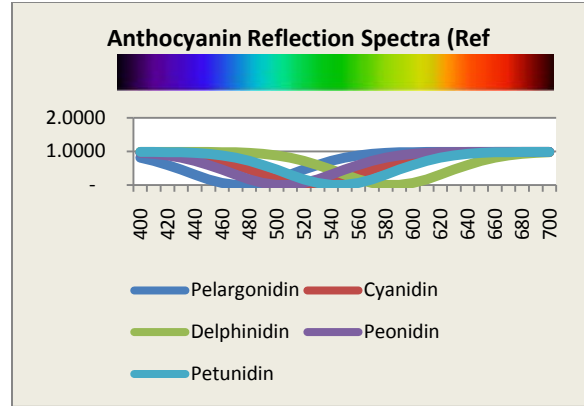 Anthocyanin Reflection Spectra (Ref
2.0000
1.0000
-
400 420 440 460 480 500 520 540 560 580 600 620 640 660 680 700
Pelargonidin Cyanidin
Delphinidin Peonidin
Petunidin